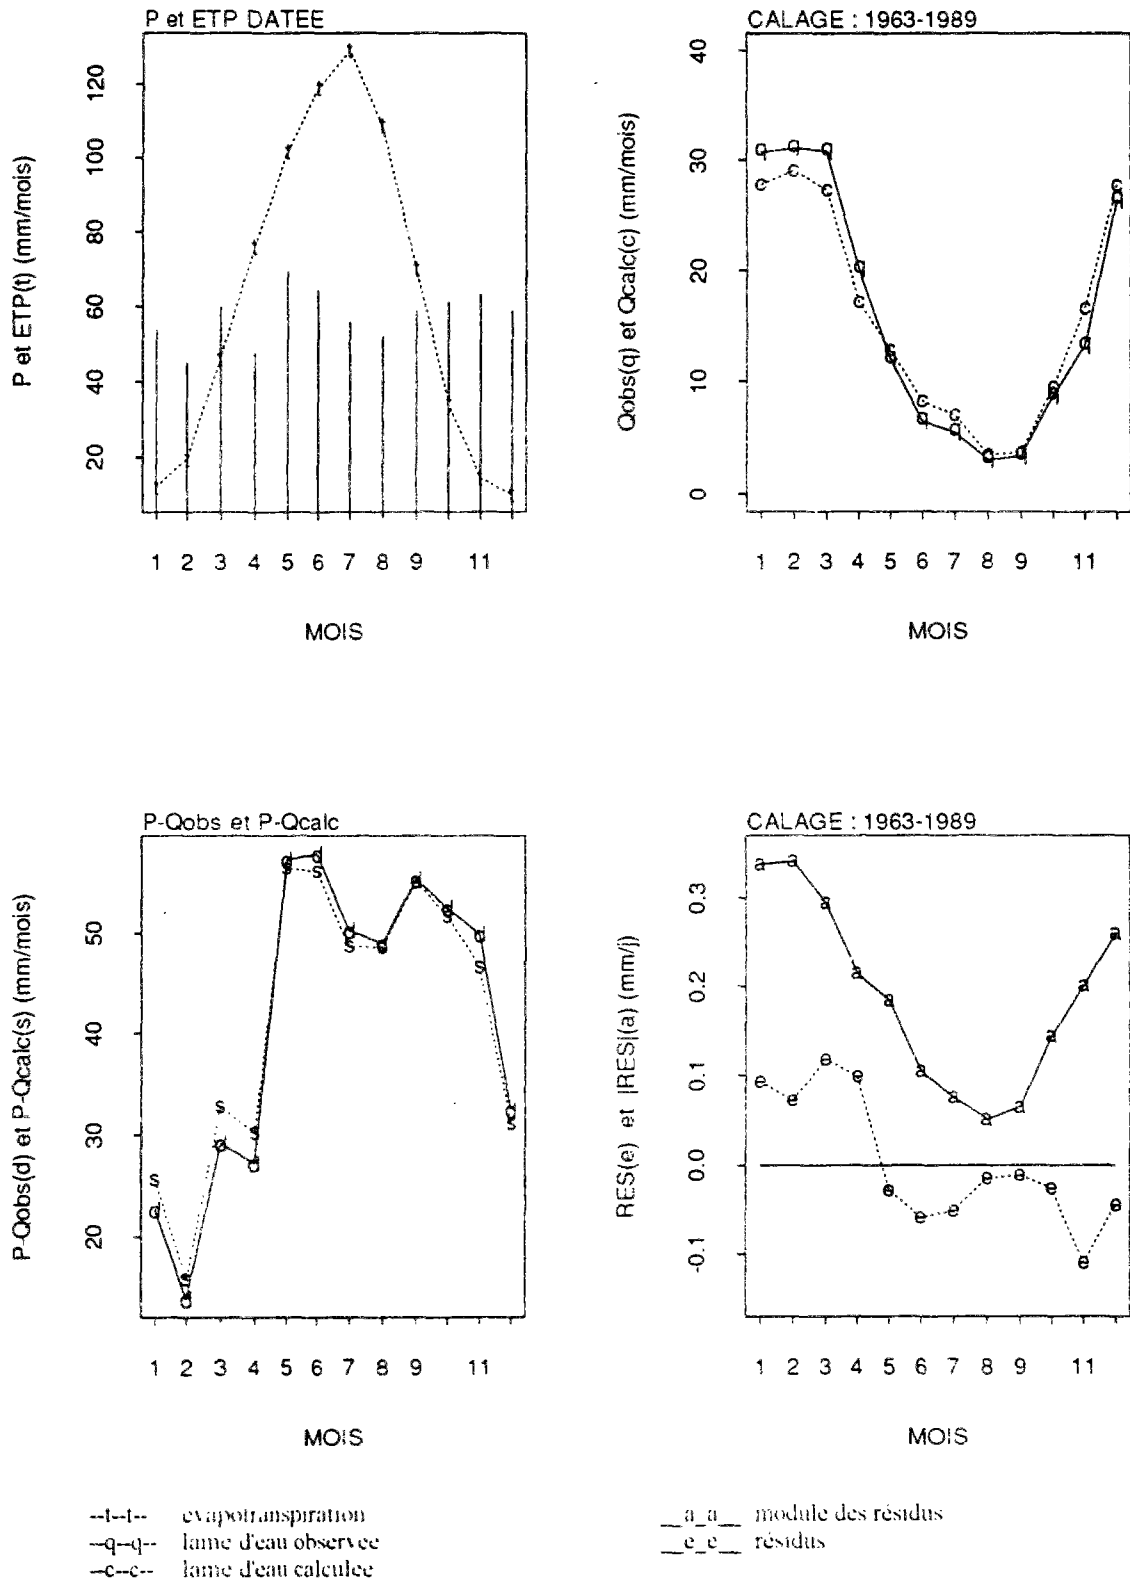 P et ETP DATEE
P et ETP(t) (mm/mois)
120
100
80
60
40
20
t t t t t t t t t t t t
1 2 3 4 5 6 7 8 9 11
MOIS
CALAGE : 1963-1989
Qobs(q) et Qcalc(c) (mm/mois)
40
30
20
10
0
q q q q q q q q q q q q
c c c c c c c c c c c c
1 2 3 4 5 6 7 8 9 11
MOIS
P-Qobs et P-Qcalc
P-Qobs(d) et P-Qcalc(s) (mm/mois)
50
40
30
20
d d d d d d d d d d d d
s s s s s s s s s s s s
1 2 3 4 5 6 7 8 9 11
MOIS
CALAGE : 1963-1989
RES(e) et |RES|(a) (mm/j)
0.3
0.2
0.1
0.0
-0.1
a a a a a a a a a a a a
e e e e e e e e e e e e
1 2 3 4 5 6 7 8 9 11
MOIS
--t--t-- evapotranspiration
--q--q-- lame d'eau observee
--c--c-- lame d'eau calculee
__a_a__ module des résidus
__e_e__ résidus